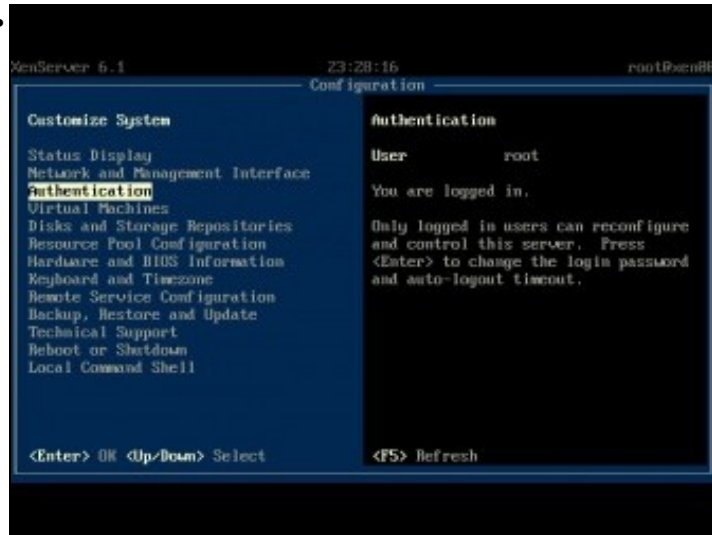 XenServer 6.1 23:28:16 root@xen00
Configuration
Customize System
Status Display
Network and Management Interface
Authentication
Virtual Machines
Disks and Storage Repositories
Resource Pool Configuration
Hardware and BIOS Information
Keyboard and Timezone
Remote Service Configuration
Backup, Restore and Update
Technical Support
Reboot or Shutdown
Local Command Shell
<Enter> OK <Up/Down> Select
Authentication
User root
You are logged in.
Only logged in users can reconfigure
and control this server. Press
<Enter> to change the login password
and auto-logout timeout.
<F5> Refresh